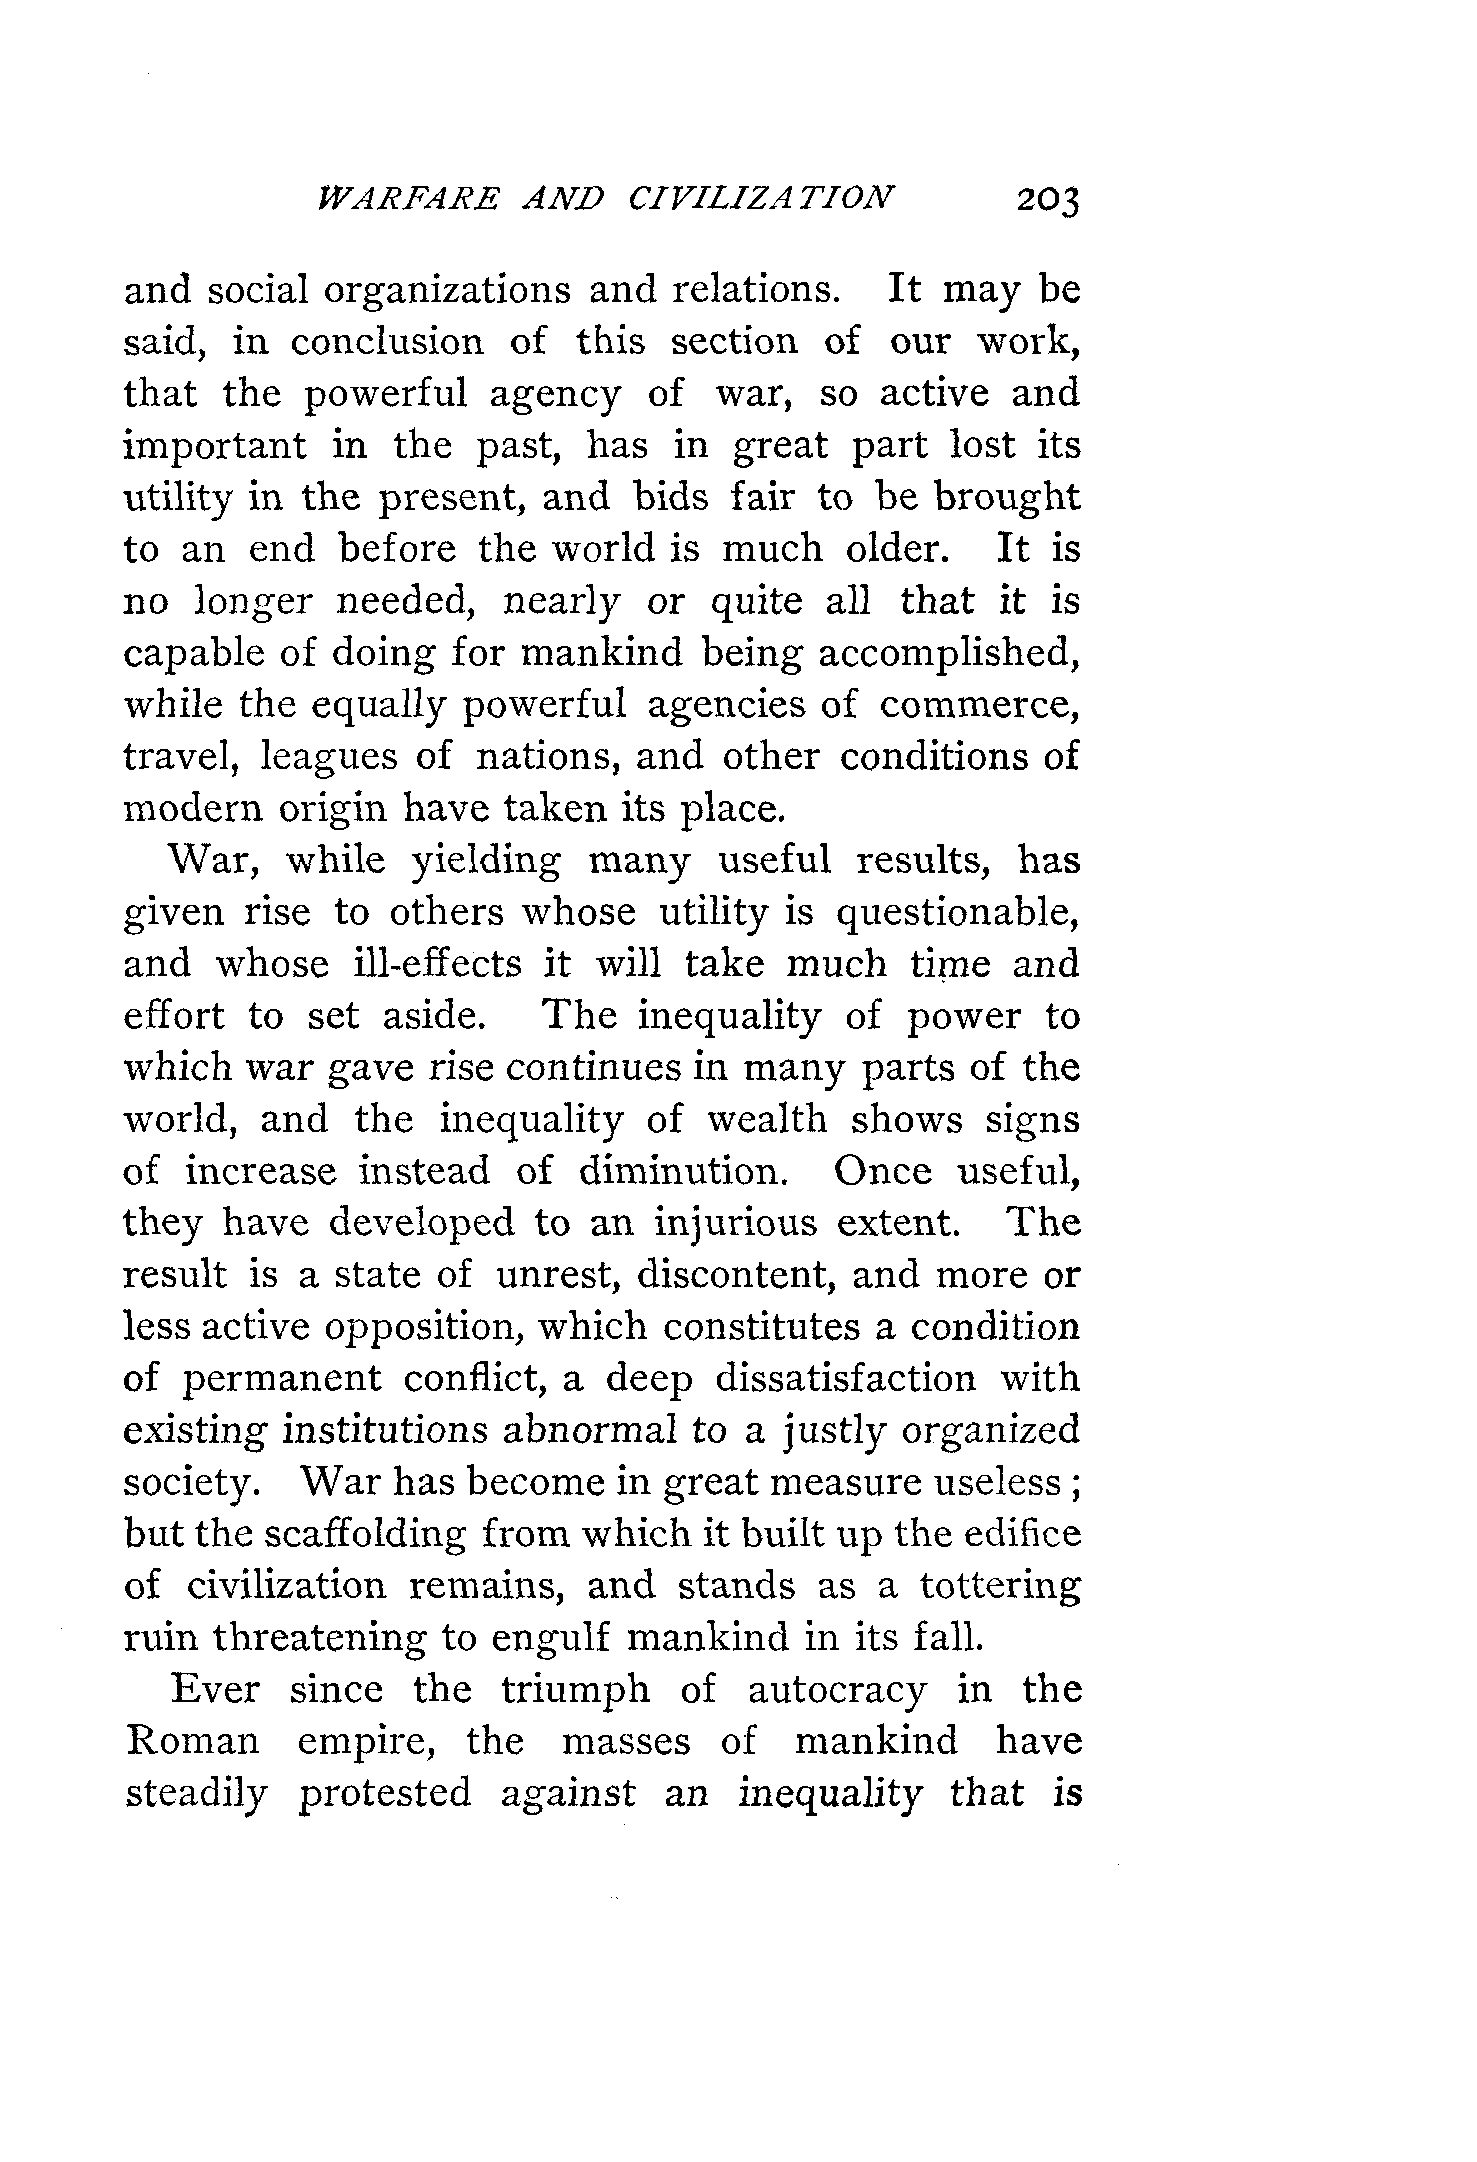 WARFARE AND CIVILIZATION 203
and social organizations and relations. It may be
said, in conclusion of this section of our work,
that the powerful agency of war, so active and
important in the past, has in great part lost its
utility in the present, and bids fair to be brought
to an end before the world is much older. It is
no longer needed, nearly or quite all that it is
capable of doing for mankind being accomplished,
while the equally powerful agencies of commerce,
travel, leagues of nations, and other conditions of
modern origin have taken its place.
War, while yielding many useful results, has
given rise to others whose utility is questionable,
and whose ill-effects it will take much time and
effort to set aside. The inequality of power to
which war gave rise continues in many parts of the
world, and the inequality of wealth shows signs
of increase instead of diminution. Once useful,
they have developed to an injurious extent. The
result is a state of unrest, discontent, and more or
less active opposition, which constitutes a condition
of permanent conflict, a deep dissatisfaction with
existing institutions abnormal to a justly organized
society. War has become in great measure useless ;
but the scaffolding from which it built up the edifice
of civilization remains, and stands as a tottering
ruin threatening to engulf mankind in its fall.
Ever since the triumph of autocracy in the
Roman empire, the masses of mankind have
steadily protested against an inequality that is